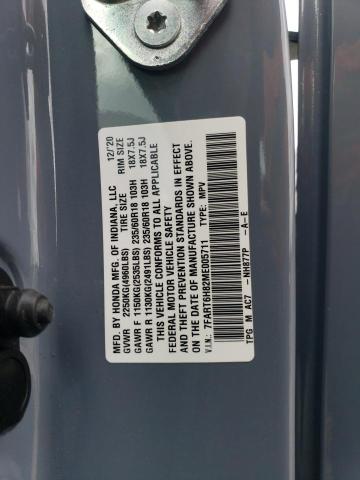 MFD. BY HONDA MFG. OF INDIANA, LLC 12/'20
GVWR 2250KG(4960LBS) TIRE SIZE RIM SIZE
GAWR F 1150KG(2535LBS) 235/60R18 103H 18X7.5J
GAWR R 1130KG(2491LBS) 235/60R18 103H 18X7.5J
THIS VEHICLE CONFORMS TO ALL APPLICABLE
FEDERAL MOTOR VEHICLE SAFETY
AND THEFT PREVENTION STANDARDS IN EFFECT
ON THE DATE OF MANUFACTURE SHOWN ABOVE.
V.I.N: 7FART6H82ME005711 TYPE: MPV
TPG M AC7 -NH877P -A-E